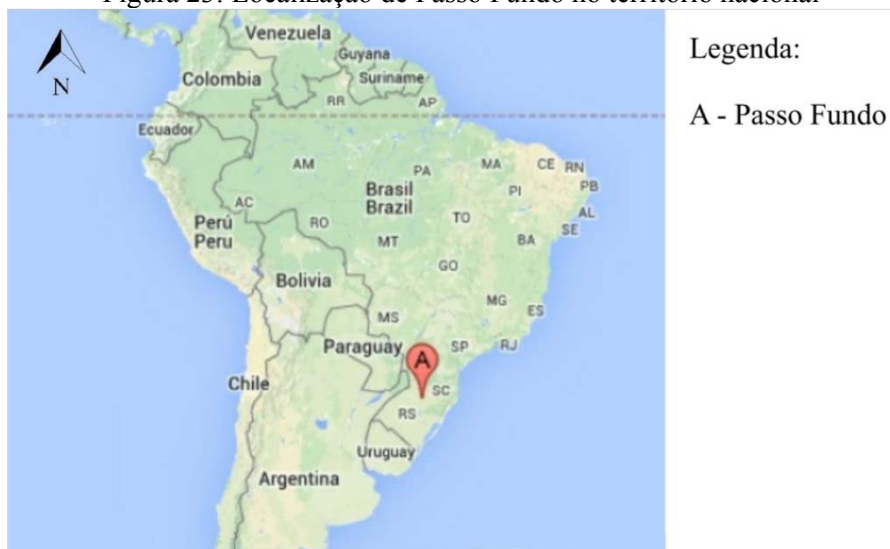 Figura 25: Localização de Passo Fundo no território nacional
Legenda:
A - Passo Fundo
N
Venezuela
Guyana
Suriname
Colombia
RR
AP
Ecuador
AM
PA
MA
CE
RN
PB
PI
AL
SE
Brasil
Brazil
AC
RO
TO
BA
Perú
Peru
MT
GO
Bolivia
MG
ES
MS
SP
RJ
Paraguay
A
SC
Chile
RS
Uruguay
Argentina